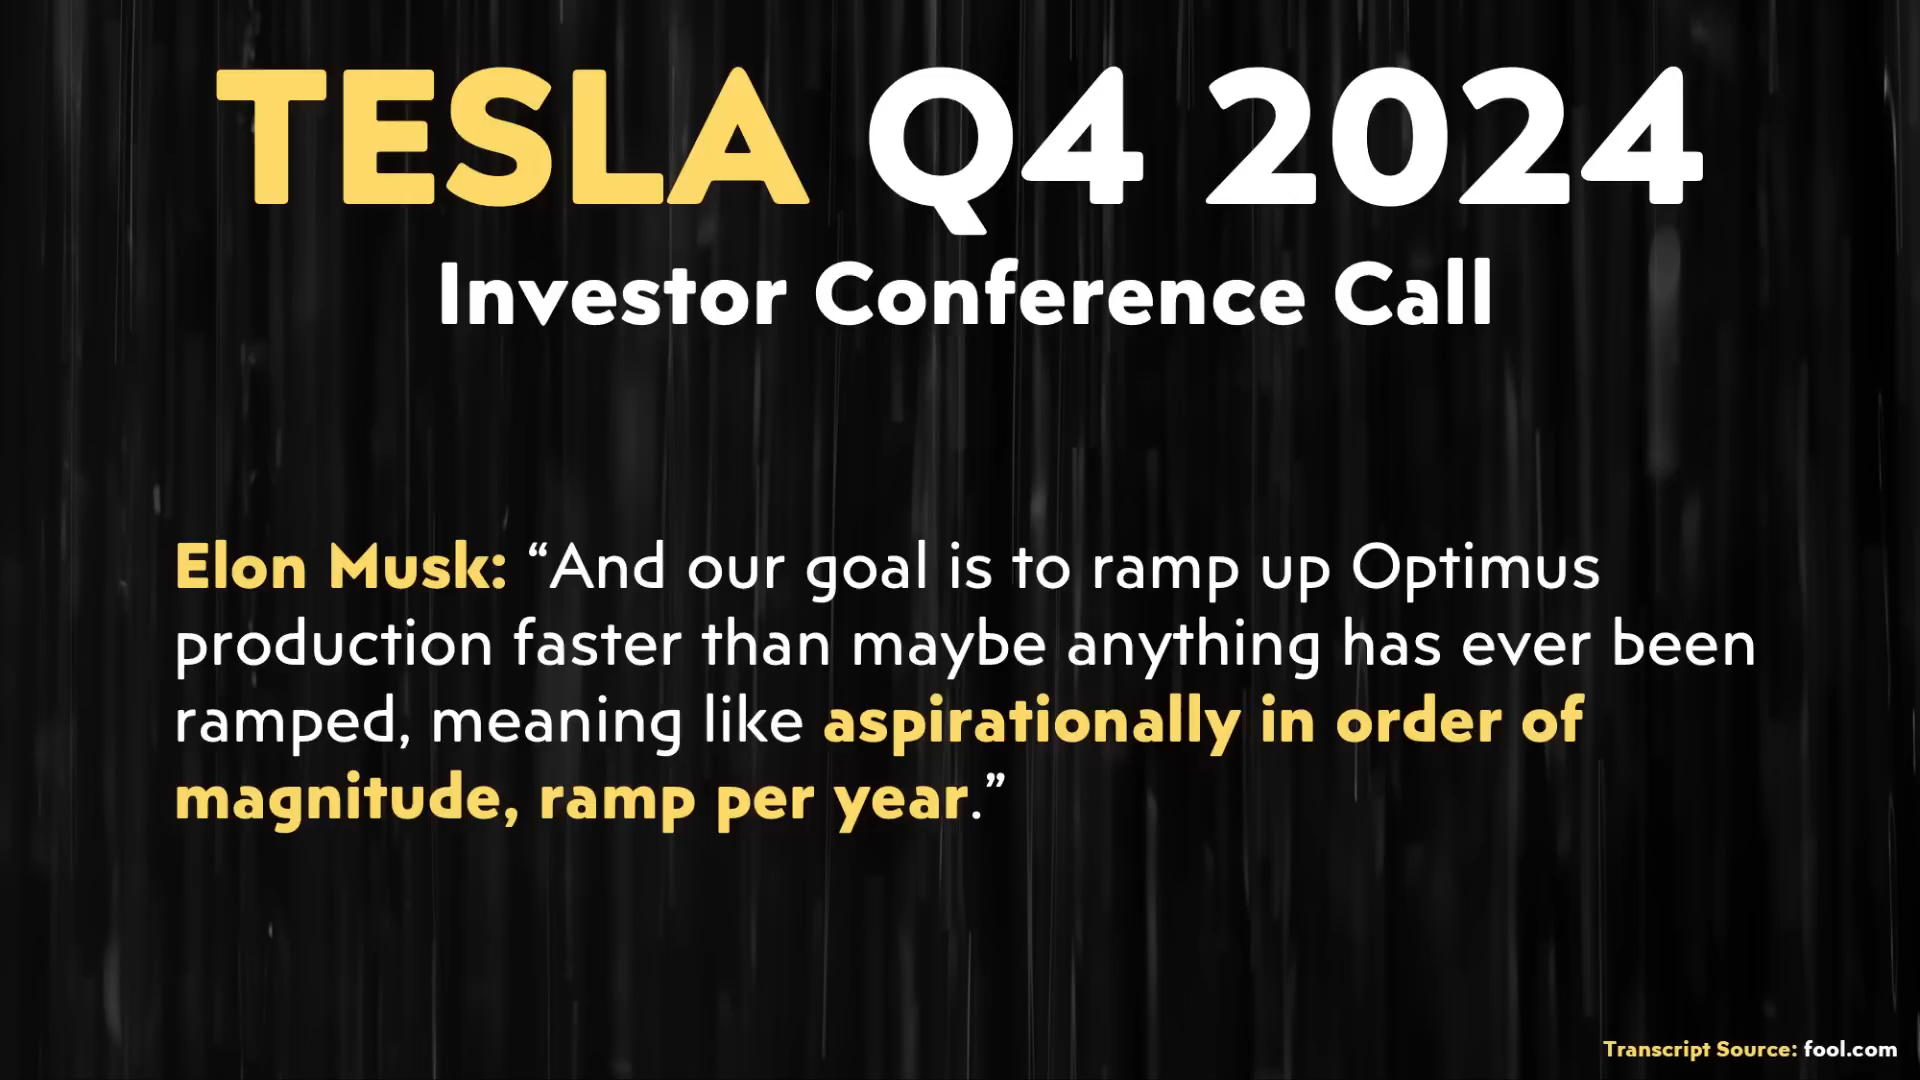 TESLA Q4 2024
Investor Conference Call
Elon Musk: “And our goal is to ramp up Optimus
production faster than maybe anything has ever been
ramped, meaning like aspirationally in order of
magnitude, ramp per year.”
Transcript Source: fool.com